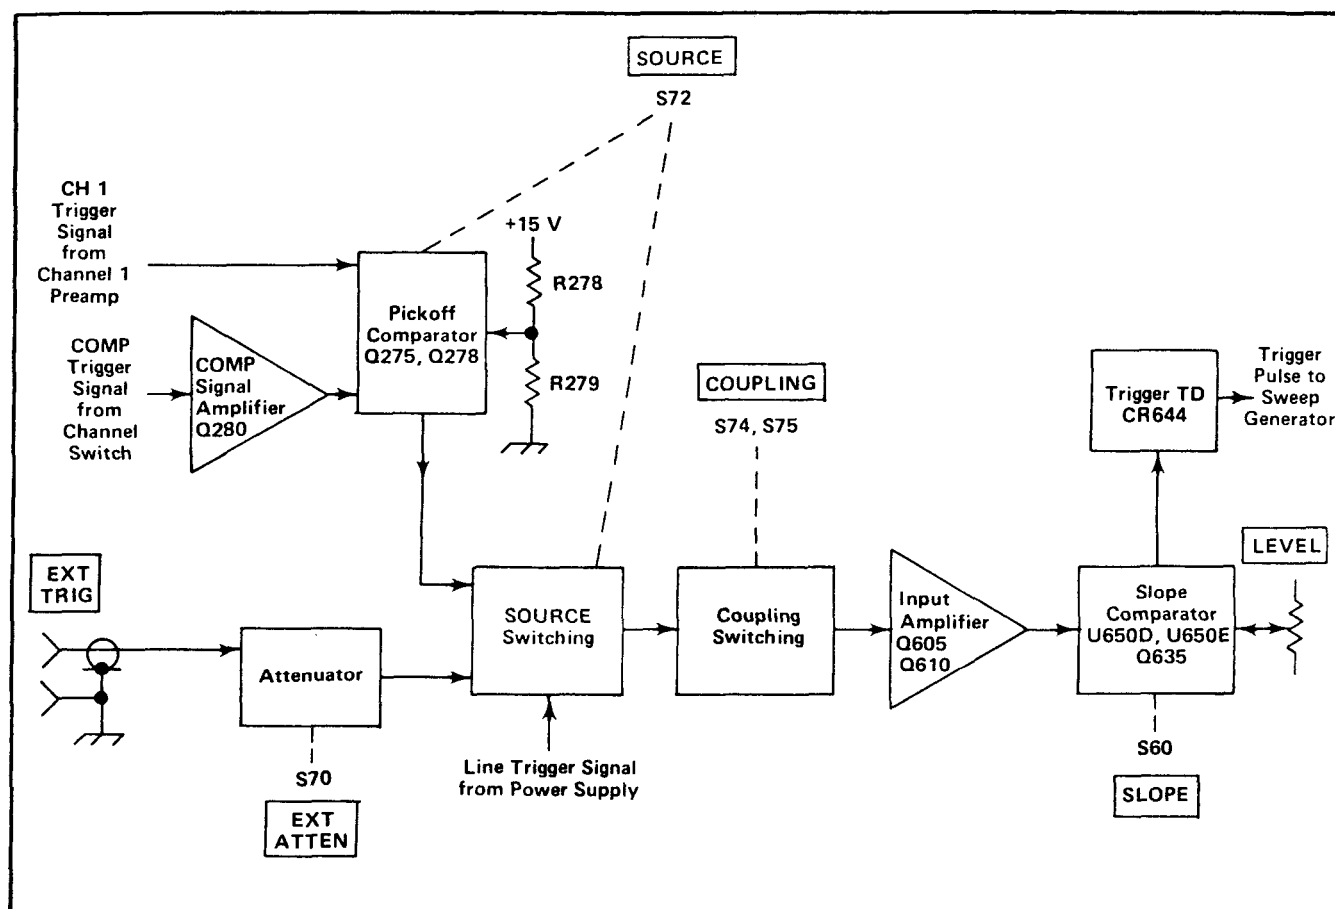 SOURCE
S72
CH 1
Trigger
Signal
from
Channel 1
Preamp
+15 V
R278
Pickoff
Comparator
Q275, Q278
R279
COMP
Trigger
Signal
from
Channel
Switch
COMP
Signal
Amplifier
Q280
COUPLING
S74, S75
Trigger TD
CR644
Trigger
Pulse to
Sweep
Generator
EXT
TRIG
Attenuator
S70
EXT
ATTEN
SOURCE
Switching
Line Trigger Signal
from Power Supply
Coupling
Switching
Input
Amplifier
Q605
Q610
Slope
Comparator
U650D, U650E
Q635
LEVEL
S60
SLOPE